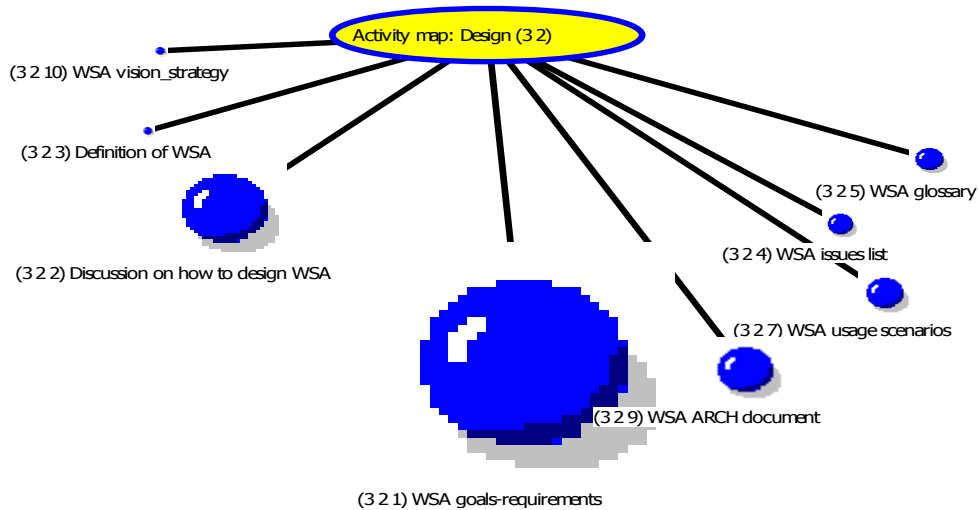 Activity map: Design (3 2)
(3 2 10) WSA vision_strategy
(3 2 3) Definition of WSA
(3 2 5) WSA glossary
(3 2 4) WSA issues list
(3 2 2) Discussion on how to design WSA
(3 2 7) WSA usage scenarios
(3 2 9) WSA ARCH document
(3 2 1) WSA goals-requirements